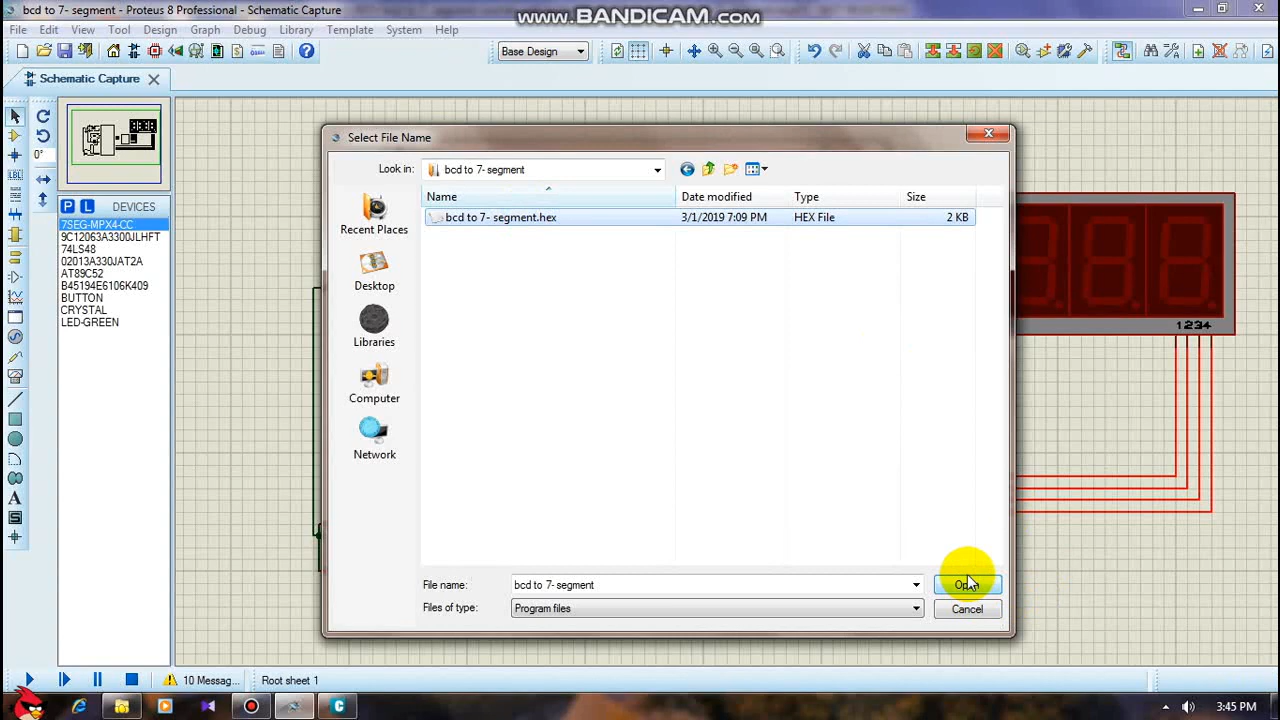 bcd to 7- segment - Proteus 8 Professional - Schematic Capture
www.BANDICAM.com
File Edit View Tool Design Graph Debug Library Template System Help
Base Design
Schematic Capture
Select File Name
Look in: bcd to 7- segment
Name Date modified Type Size
bcd to 7- segment.hex 3/1/2019 7:09 PM HEX File 2 KB
Recent Places
Desktop
Libraries
Computer
Network
0°
LBL
P L DEVICES
7SEG-MPX4-CC
9C12063A3300JLHFT
74LS48
02013A330JAT2A
AT89C52
B45194E6106K409
BUTTON
CRYSTAL
LED-GREEN
A
S
1234
File name: bcd to 7- segment
Open
Files of type: Program files
Cancel
10 Messag... Root sheet 1
3:45 PM